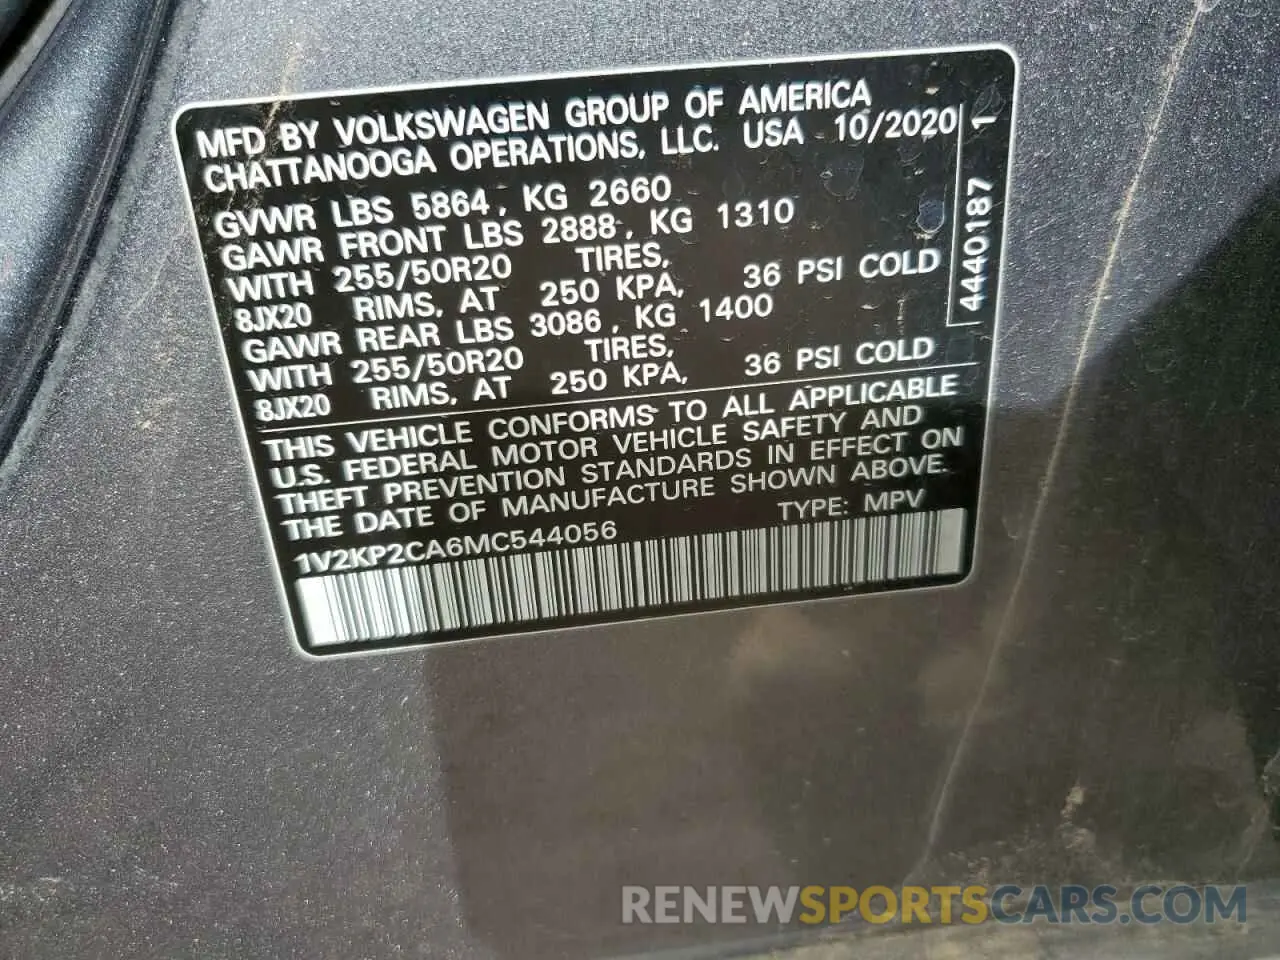 MFD BY VOLKSWAGEN GROUP OF AMERICA
CHATTANOOGA OPERATIONS, LLC. USA 10/2020
GVWR LBS 5864, KG 2660
GAWR FRONT LBS 2888, KG 1310
WITH 255/50R20 TIRES,
8JX20 RIMS, AT 250 KPA, 36 PSI COLD
GAWR REAR LBS 3086, KG 1400
WITH 255/50R20 TIRES,
8JX20 RIMS, AT 250 KPA, 36 PSI COLD
THIS VEHICLE CONFORMS TO ALL APPLICABLE
U.S. FEDERAL MOTOR VEHICLE SAFETY AND
THEFT PREVENTION STANDARDS IN EFFECT ON
THE DATE OF MANUFACTURE SHOWN ABOVE.
1V2KP2CA6MC544056 TYPE: MPV
4440187 1
RENEWSPORTSCARS.COM